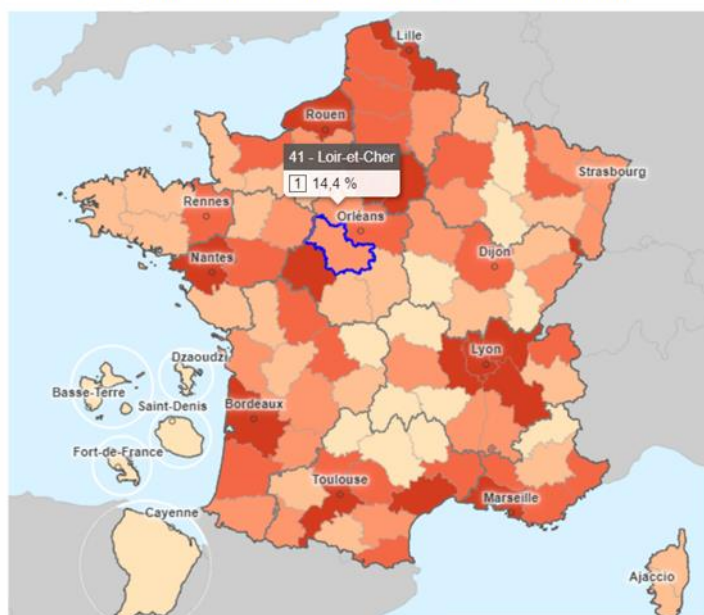 Lille
Rouen
41 - Loir-et-Cher
1 14,4 %
Strasbourg
Rennes
Orléans
Dijon
Nantes
Lyon
Dzaoudzi
Basse-Terre
Saint-Denis
Bordeaux
Fort-de-France
Toulouse
Marseille
Cayenne
Ajaccio